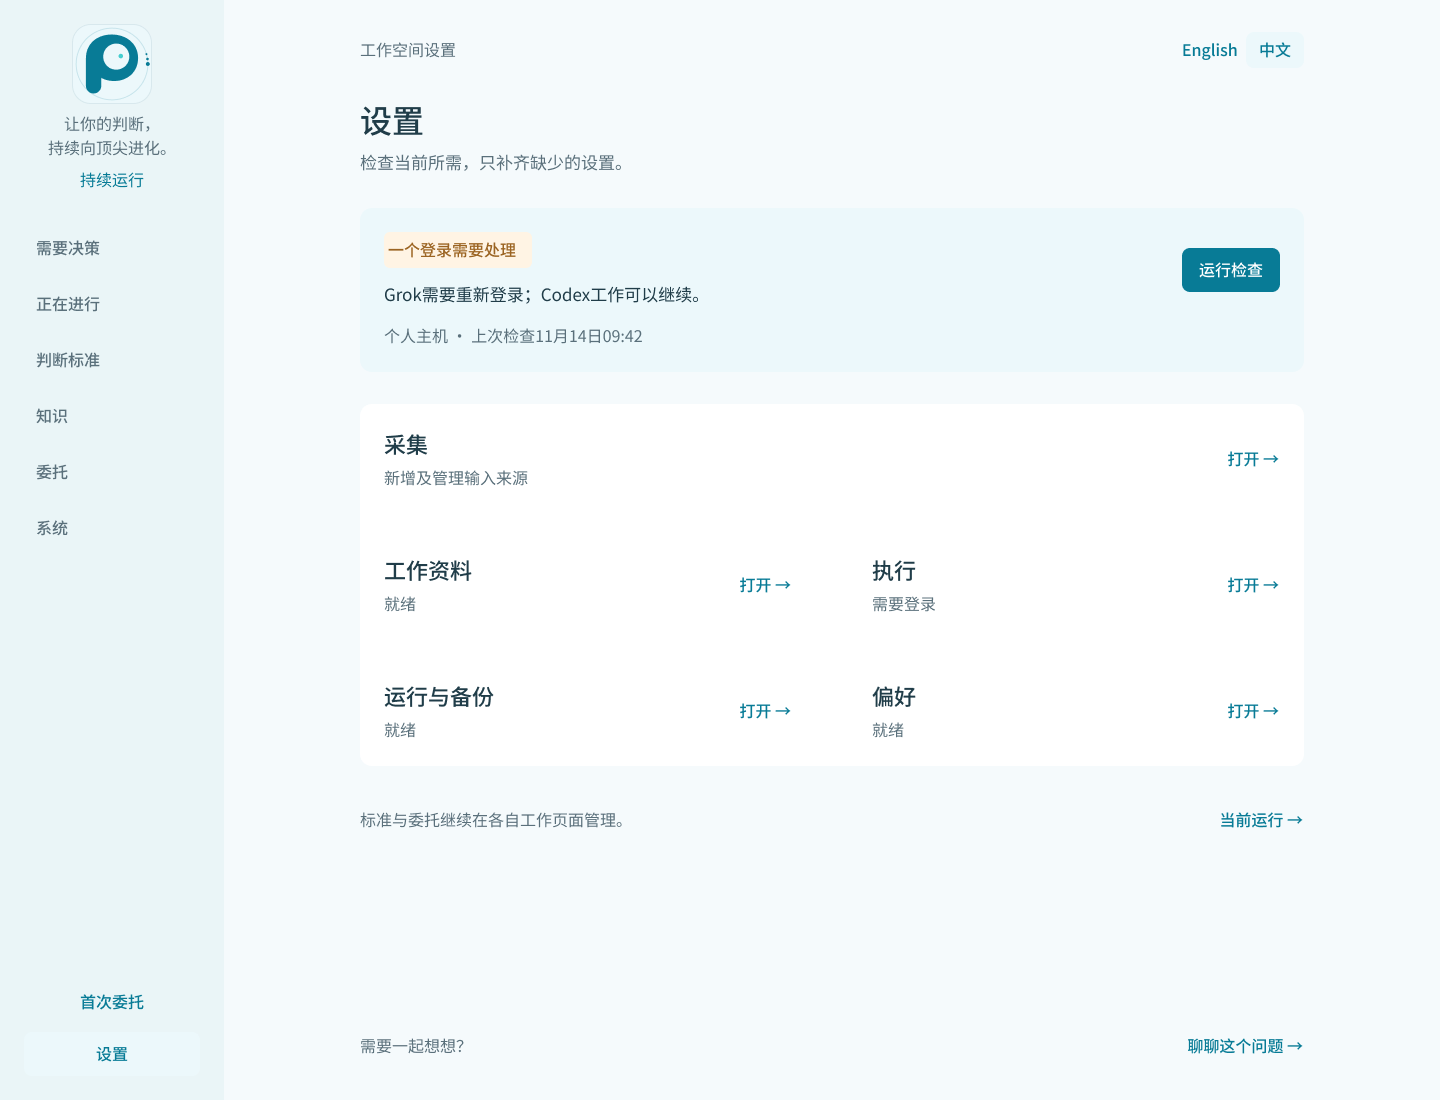 让你的判断，
持续向顶尖进化。
持续运行
需要决策
正在进行
判断标准
知识
委托
系统
首次委托
设置
工作空间设置
English 中文
设置
检查当前所需，只补齐缺少的设置。
一个登录需要处理
Grok需要重新登录；Codex工作可以继续。
个人主机 · 上次检查11月14日09:42
运行检查
采集
新增及管理输入来源
打开 →
工作资料
就绪
打开 →
执行
需要登录
打开 →
运行与备份
就绪
打开 →
偏好
就绪
打开 →
标准与委托继续在各自工作页面管理。
当前运行 →
需要一起想想？
聊聊这个问题 →